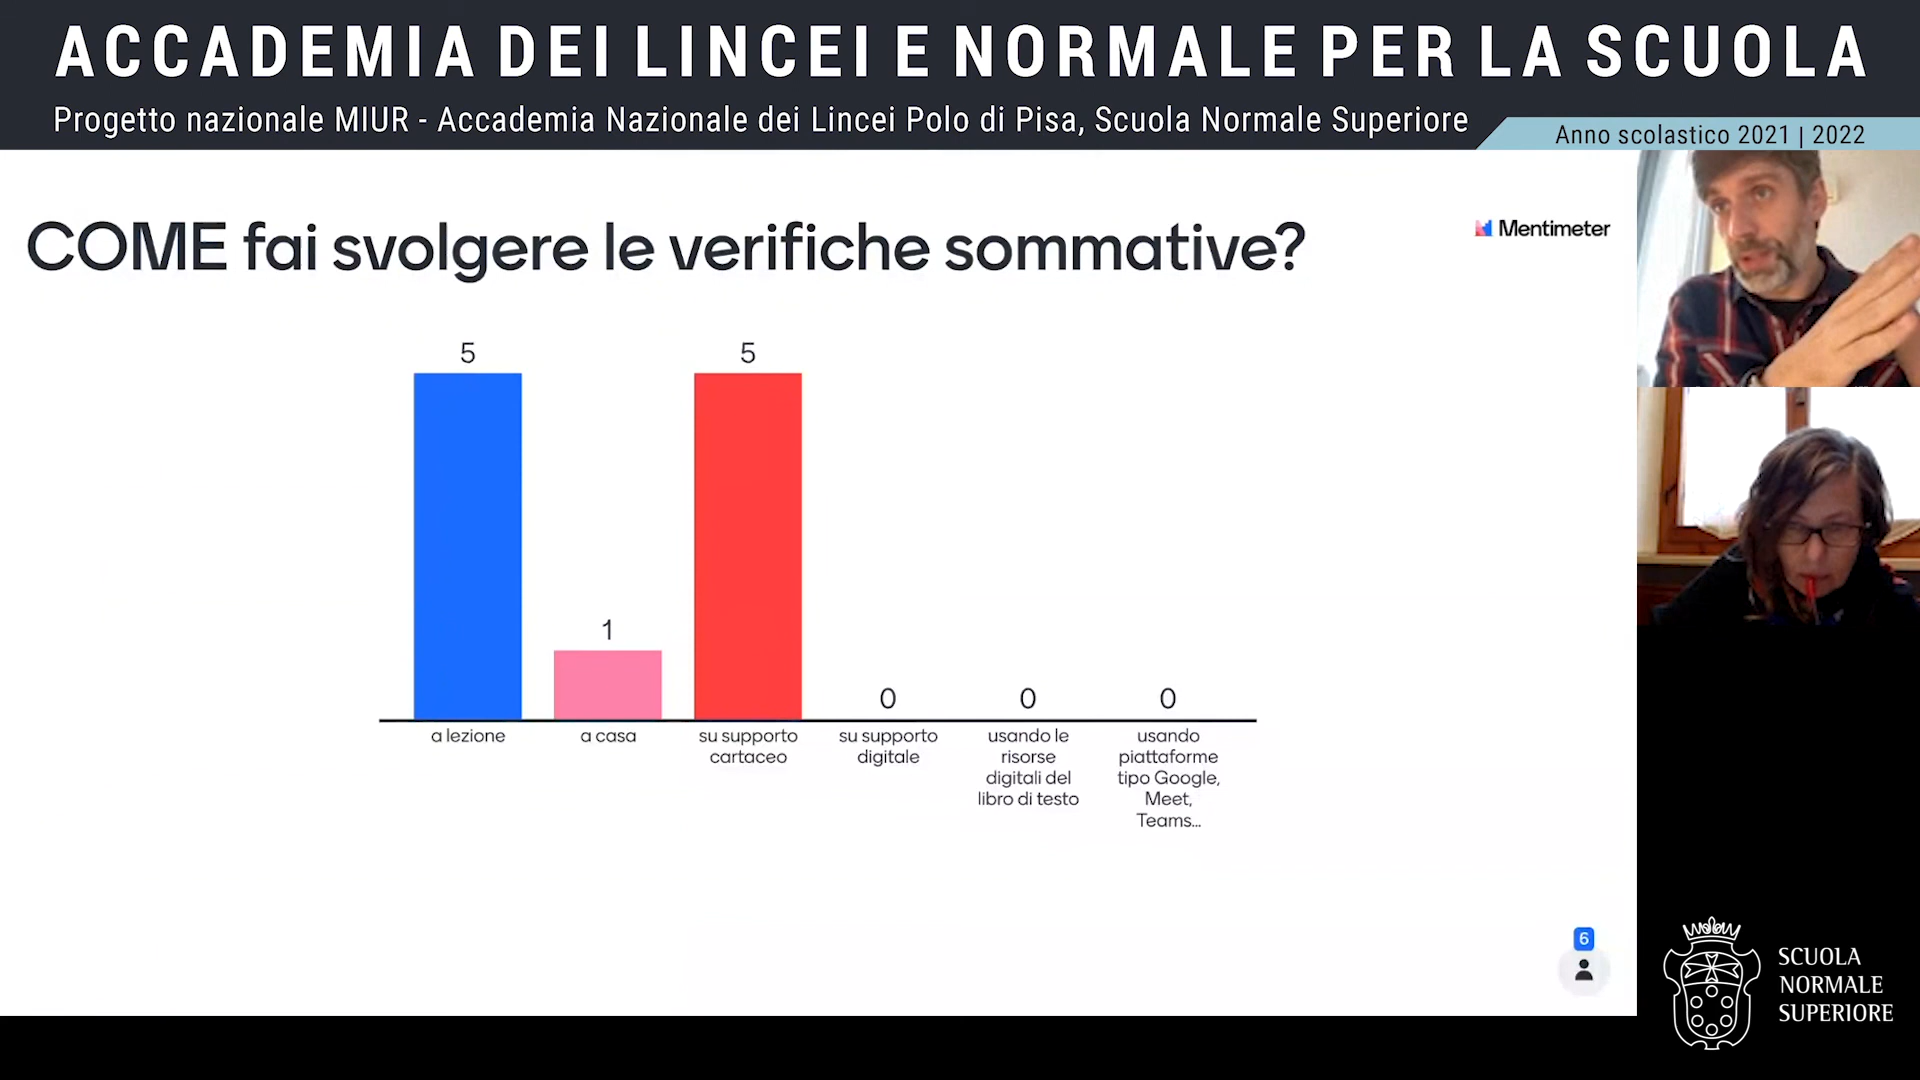 ACCADEMIA DEI LINCEI E NORMALE PER LA SCUOLA
Progetto nazionale MIUR - Accademia Nazionale dei Lincei Polo di Pisa, Scuola Normale Superiore
Anno scolastico 2021 | 2022
COME fai svolgere le verifiche sommative?
Mentimeter
5
1
5
0
0
0
a lezione
a casa
su supporto
cartaceo
su supporto
digitale
usando le
risorse
digitali del
libro di testo
usando
piattaforme
tipo Google,
Meet,
Teams...
6
SCUOLA
NORMALE
SUPERIORE